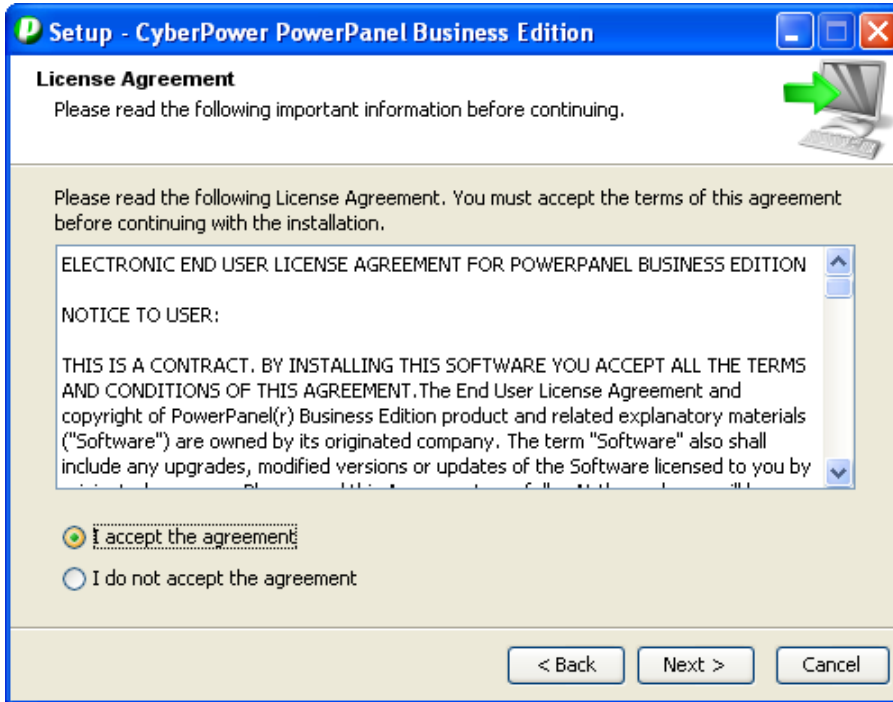 Setup - CyberPower PowerPanel Business Edition
License Agreement
Please read the following important information before continuing.
Please read the following License Agreement. You must accept the terms of this agreement
before continuing with the installation.
ELECTRONIC END USER LICENSE AGREEMENT FOR POWERPANEL BUSINESS EDITION
NOTICE TO USER:
THIS IS A CONTRACT. BY INSTALLING THIS SOFTWARE YOU ACCEPT ALL THE TERMS
AND CONDITIONS OF THIS AGREEMENT.The End User License Agreement and
copyright of PowerPanel(r) Business Edition product and related explanatory materials
("Software") are owned by its originated company. The term "Software" also shall
include any upgrades, modified versions or updates of the Software licensed to you by
I accept the agreement
I do not accept the agreement
< Back
Next >
Cancel